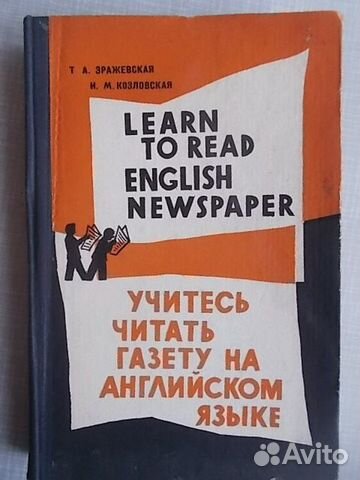 Т. А. ЗРАЖЕВСКАЯ
И. М. КОЗЛОВСКАЯ
LEARN
TO READ
ENGLISH
NEWSPAPER
УЧИТЕСЬ
ЧИТАТЬ
ГАЗЕТУ НА
АНГЛИЙСКОМ
ЯЗЫКЕ
Avito